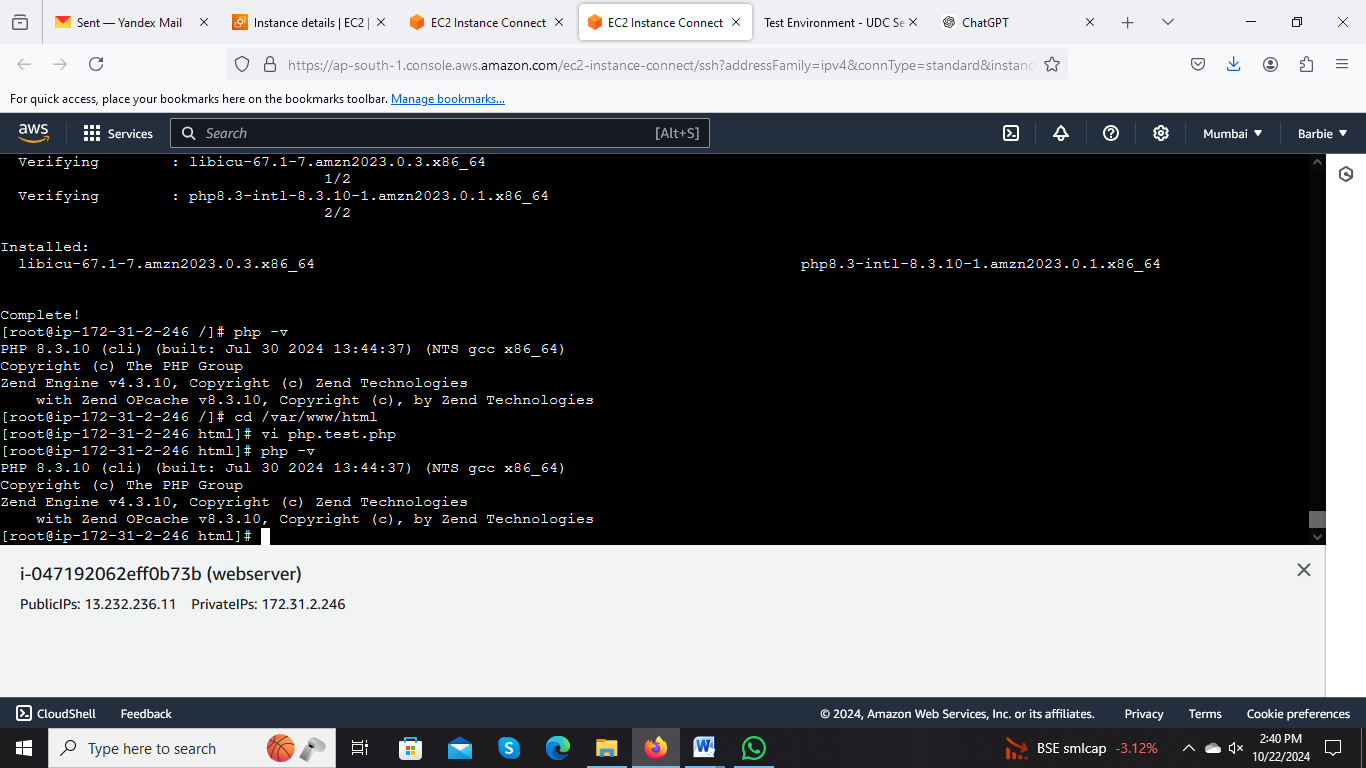 Sent — Yandex Mail
Instance details | EC2 |
EC2 Instance Connect
EC2 Instance Connect
Test Environment - UDC Se
ChatGPT
https://ap-south-1.console.aws.amazon.com/ec2-instance-connect/ssh?addressFamily=ipv4&connType=standard&instanc
For quick access, place your bookmarks here on the bookmarks toolbar. Manage bookmarks...
aws
Services
Search
[Alt+S]
Mumbai
Barbie
Verifying : libicu-67.1-7.amzn2023.0.3.x86_64
1/2
Verifying : php8.3-intl-8.3.10-1.amzn2023.0.1.x86_64
2/2
Installed:
libicu-67.1-7.amzn2023.0.3.x86_64 php8.3-intl-8.3.10-1.amzn2023.0.1.x86_64
Complete!
[root@ip-172-31-2-246 /]# php -v
PHP 8.3.10 (cli) (built: Jul 30 2024 13:44:37) (NTS gcc x86_64)
Copyright (c) The PHP Group
Zend Engine v4.3.10, Copyright (c) Zend Technologies
with Zend OPcache v8.3.10, Copyright (c), by Zend Technologies
[root@ip-172-31-2-246 /]# cd /var/www/html
[root@ip-172-31-2-246 html]# vi php.test.php
[root@ip-172-31-2-246 html]# php -v
PHP 8.3.10 (cli) (built: Jul 30 2024 13:44:37) (NTS gcc x86_64)
Copyright (c) The PHP Group
Zend Engine v4.3.10, Copyright (c) Zend Technologies
with Zend OPcache v8.3.10, Copyright (c), by Zend Technologies
[root@ip-172-31-2-246 html]#
i-047192062eff0b73b (webserver)
PublicIPs: 13.232.236.11 PrivateIPs: 172.31.2.246
CloudShell
Feedback
© 2024, Amazon Web Services, Inc. or its affiliates.
Privacy
Terms
Cookie preferences
Type here to search
BSE smlcap -3.12%
2:40 PM
10/22/2024